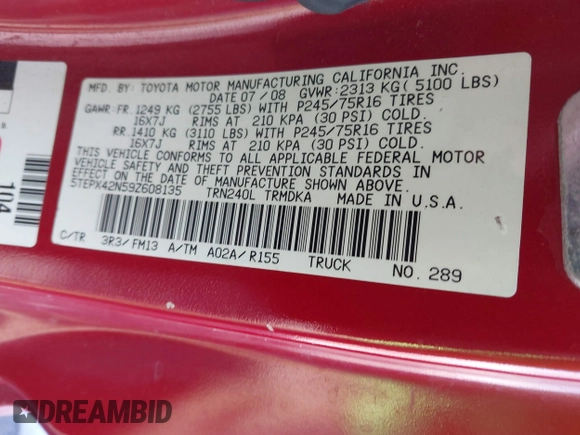 MFD. BY: TOYOTA MOTOR MANUFACTURING CALIFORNIA INC.
DATE 07/08 GVWR: 2313 KG( 5100 LBS)
GAWR: FR. 1249 KG (2755 LBS) WITH P245/75R16 TIRES
16X7J RIMS AT 210 KPA (30 PSI) COLD.
RR. 1410 KG (3110 LBS) WITH P245/75R16 TIRES
16X7J RIMS AT 210 KPA (30 PSI) COLD.
THIS VEHICLE CONFORMS TO ALL APPLICABLE FEDERAL MOTOR
VEHICLE SAFETY AND THEFT PREVENTION STANDARDS IN
EFFECT ON THE DATE OF MANUFACTURE SHOWN ABOVE.
5TEPX42N59Z608135 TRN240L TRMDKA MADE IN U.S.A.
C/TR 3R3/FM13 A/TM A02A/R155 TRUCK NO. 289
104
DREAMBID